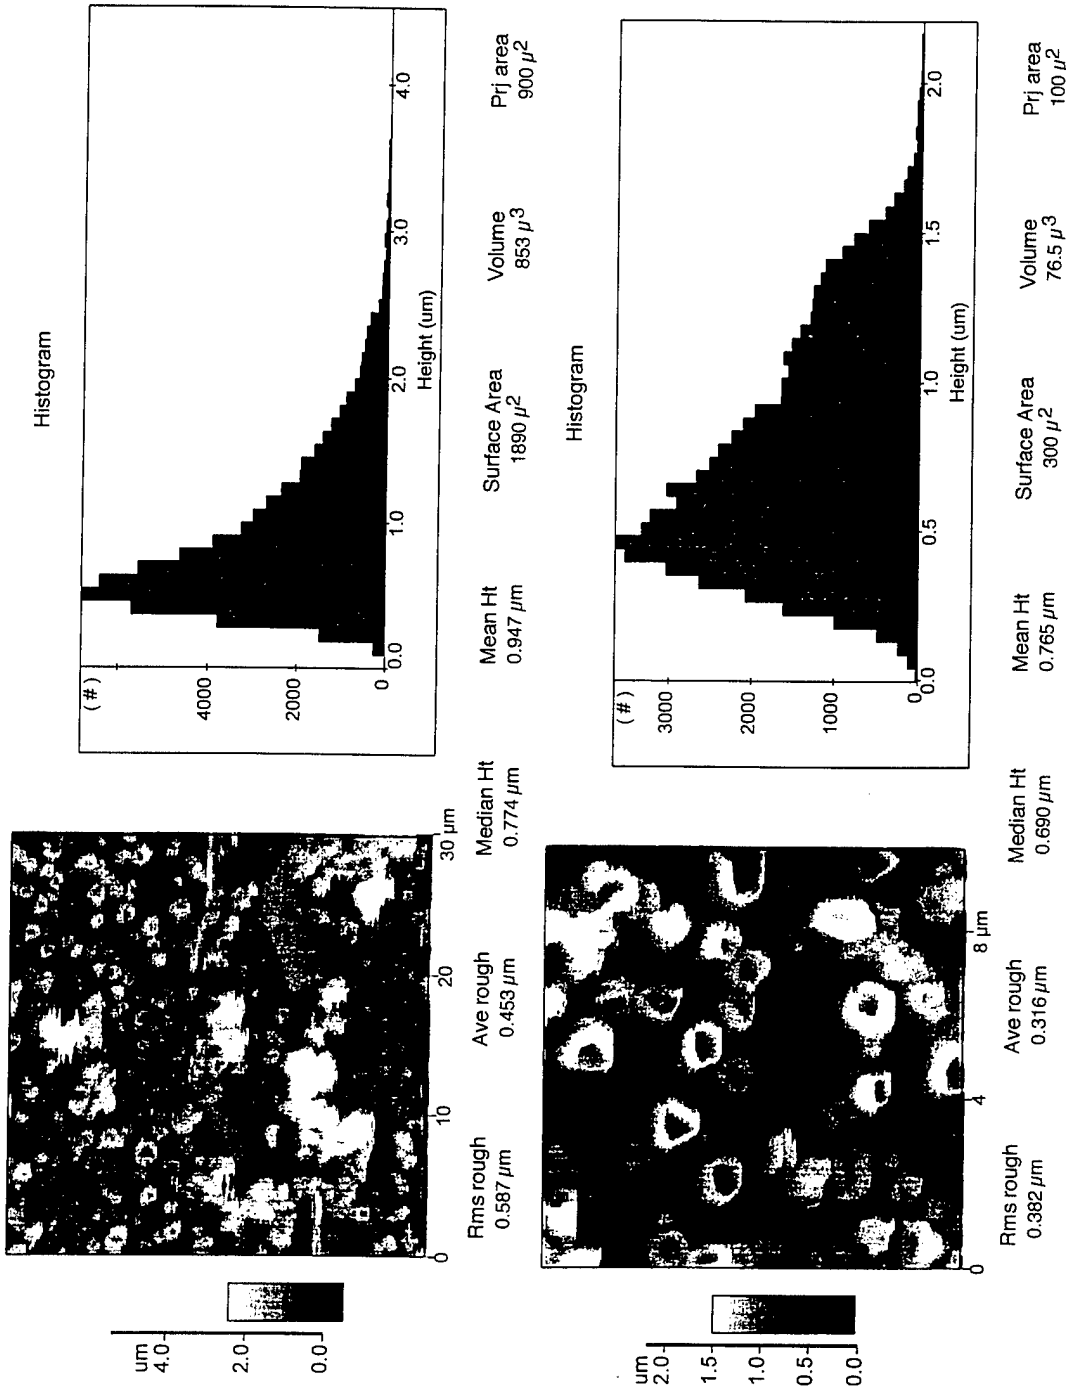 um
4.0
2.0
0.0
0
10
20
30 μm
Histogram
(#)
4000
2000
0
0.0
1.0
2.0
3.0
4.0
Height (um)
Rms rough
0.587 μm
Ave rough
0.453 μm
Median Ht
0.774 μm
Mean Ht
0.947 μm
Surface Area
1890 μ2
Volume
853 μ3
Prj area
900 μ2
um
2.0
1.5
1.0
0.5
0.0
0
4
8 μm
Histogram
(#)
3000
2000
1000
0
0.0
0.5
1.0
1.5
2.0
Height (um)
Rms rough
0.382 μm
Ave rough
0.316 μm
Median Ht
0.690 μm
Mean Ht
0.765 μm
Surface Area
300 μ2
Volume
76.5 μ3
Prj area
100 μ2